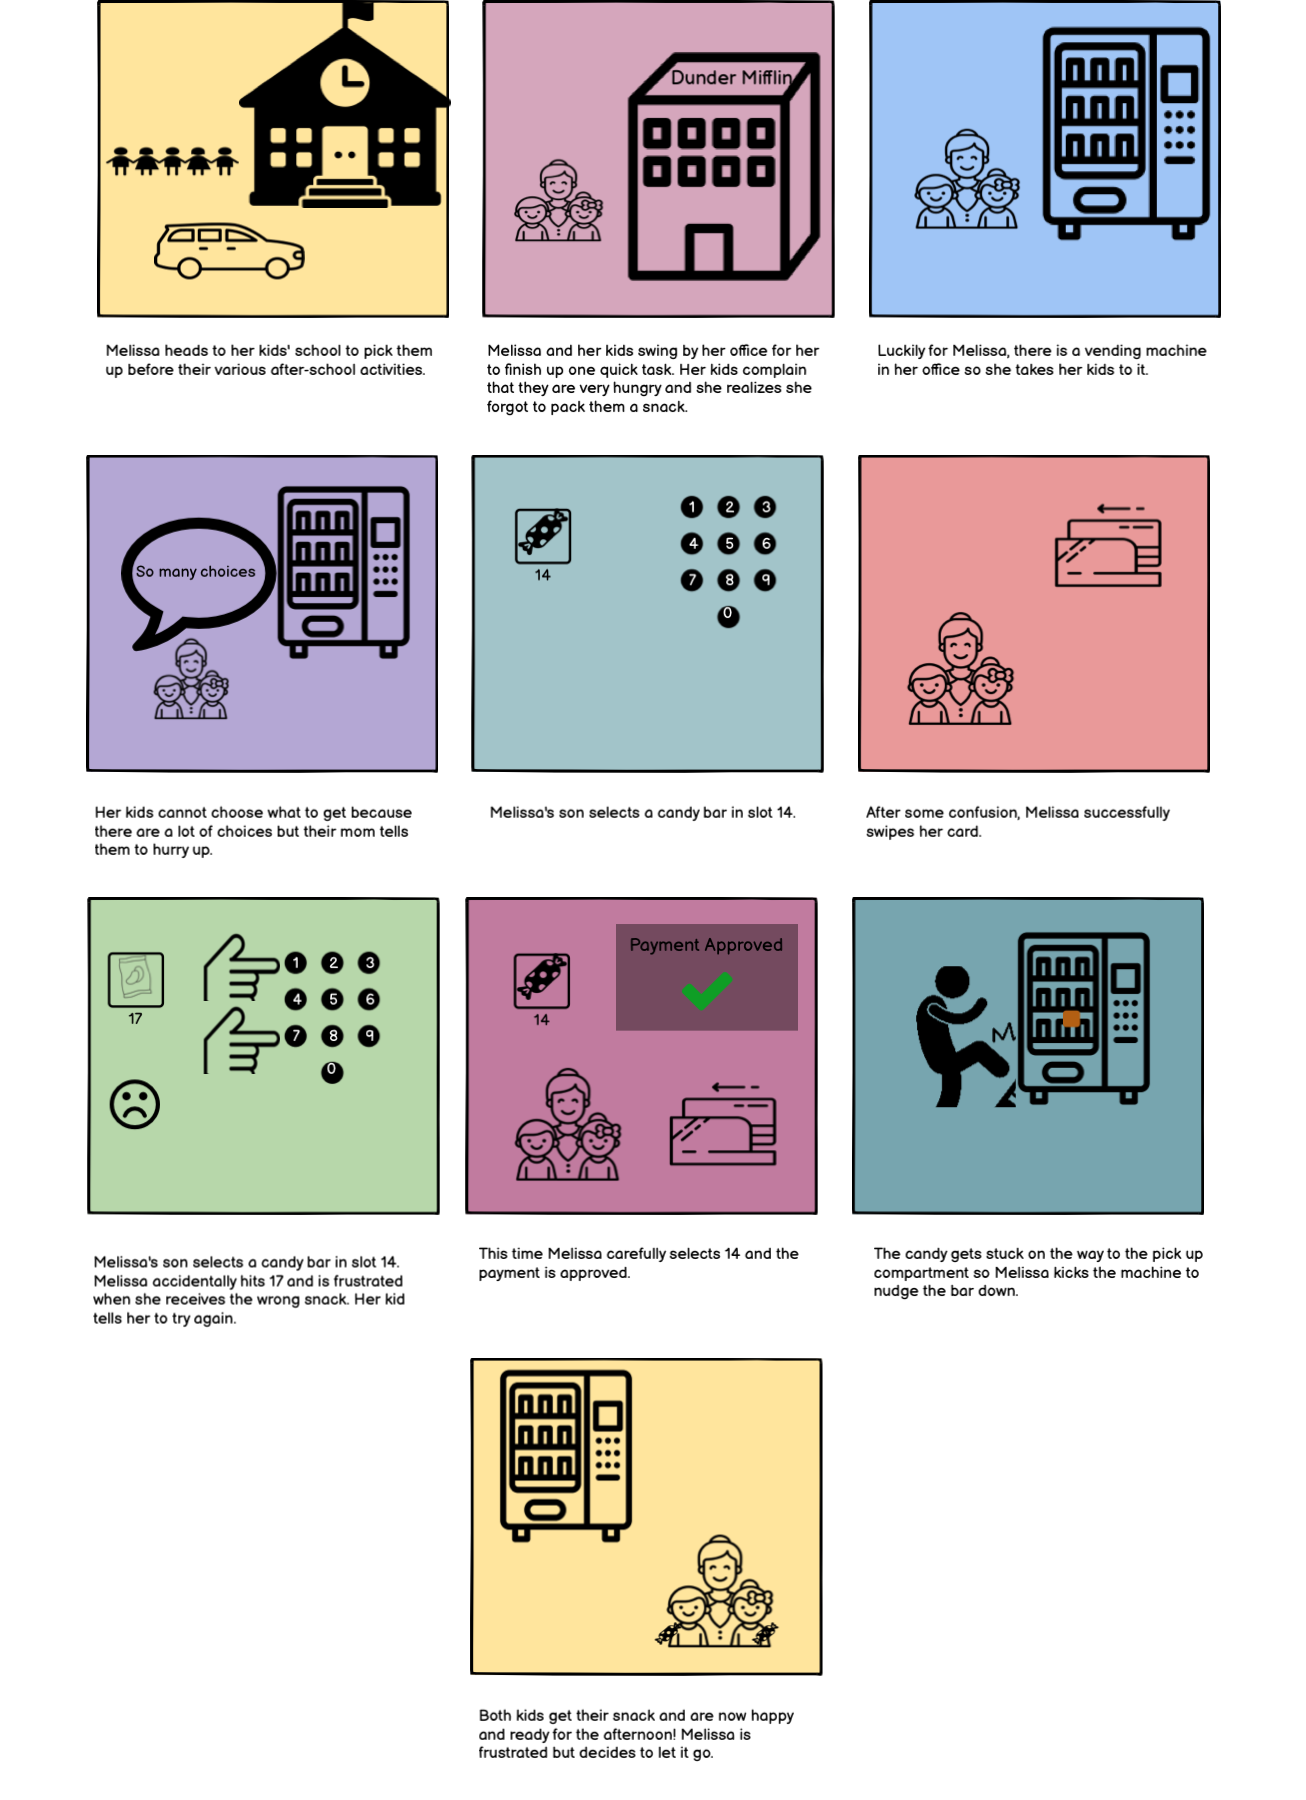 Dunder Mifflin
Melissa heads to her kids' school to pick them
up before their various after-school activities.
Melissa and her kids swing by her office for her
to finish up one quick task. Her kids complain
that they are very hungry and she realizes she
forgot to pack them a snack.
Luckily for Melissa, there is a vending machine
in her office so she takes her kids to it.
So many choices
14
1 2 3
4 5 6
7 8 9
0
Her kids cannot choose what to get because
there are a lot of choices but their mom tells
them to hurry up.
Melissa's son selects a candy bar in slot 14.
After some confusion, Melissa successfully
swipes her card.
17
1 2 3
4 5 6
7 8 9
0
Payment Approved
14
M
Melissa's son selects a candy bar in slot 14.
Melissa accidentally hits 17 and is frustrated
when she receives the wrong snack. Her kid
tells her to try again.
This time Melissa carefully selects 14 and the
payment is approved.
The candy gets stuck on the way to the pick up
compartment so Melissa kicks the machine to
nudge the bar down.
Both kids get their snack and are now happy
and ready for the afternoon! Melissa is
frustrated but decides to let it go.